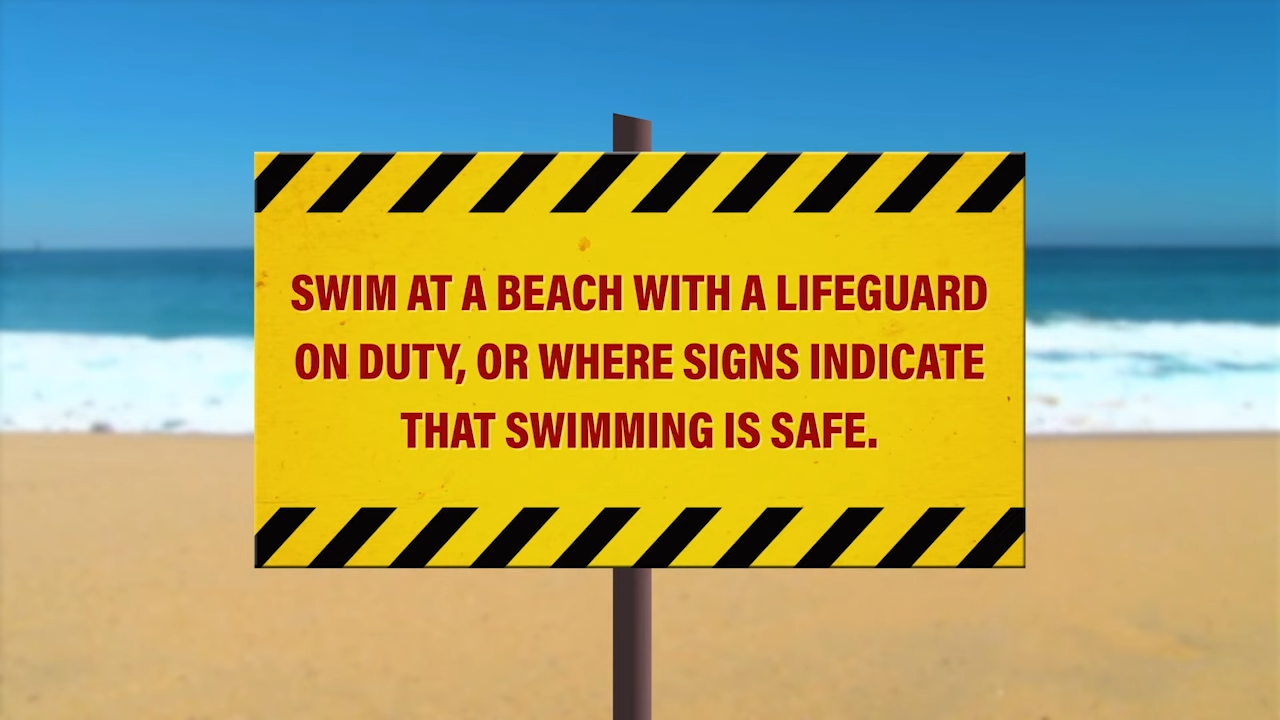 SWIM AT A BEACH WITH A LIFEGUARD
ON DUTY, OR WHERE SIGNS INDICATE
THAT SWIMMING IS SAFE.